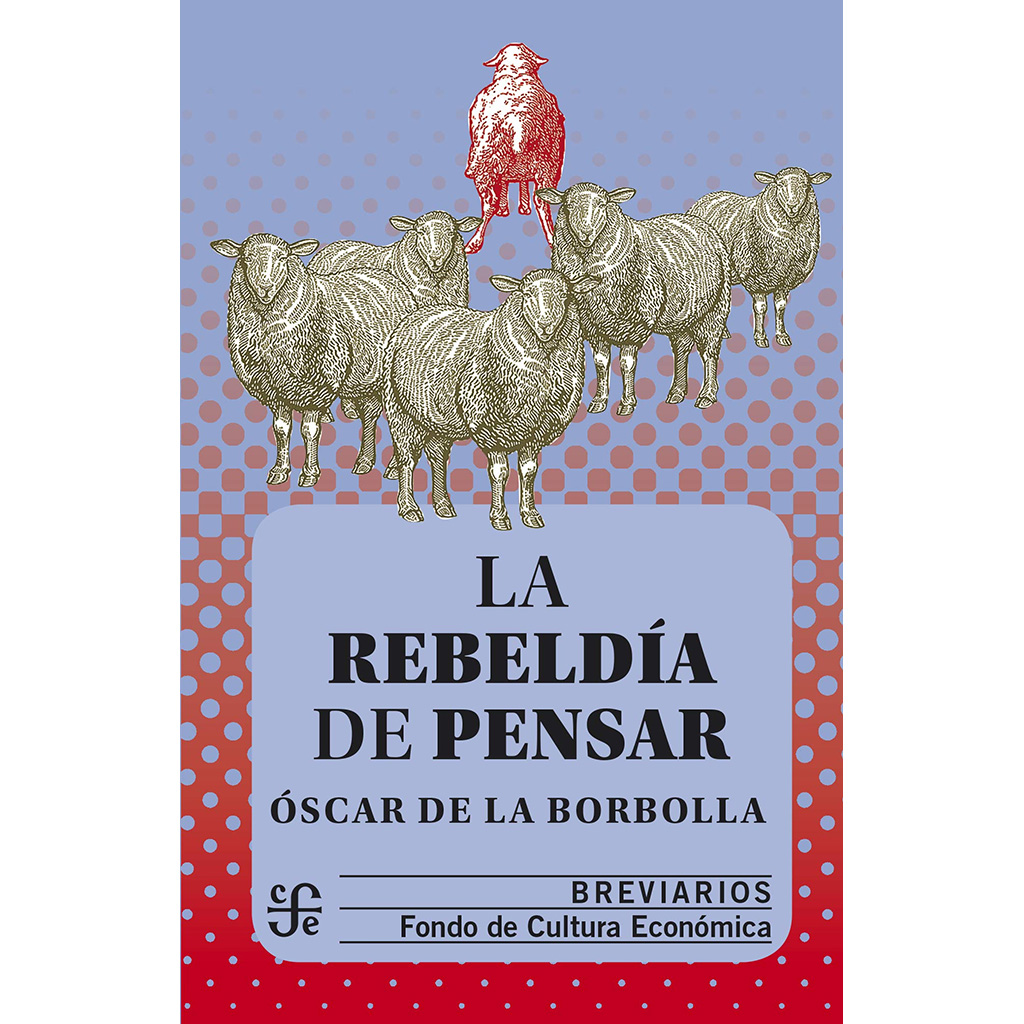 LA
REBELDÍA
DE PENSAR
ÓSCAR DE LA BORBOLLA
cfe
BREVIARIOS
Fondo de Cultura Económica